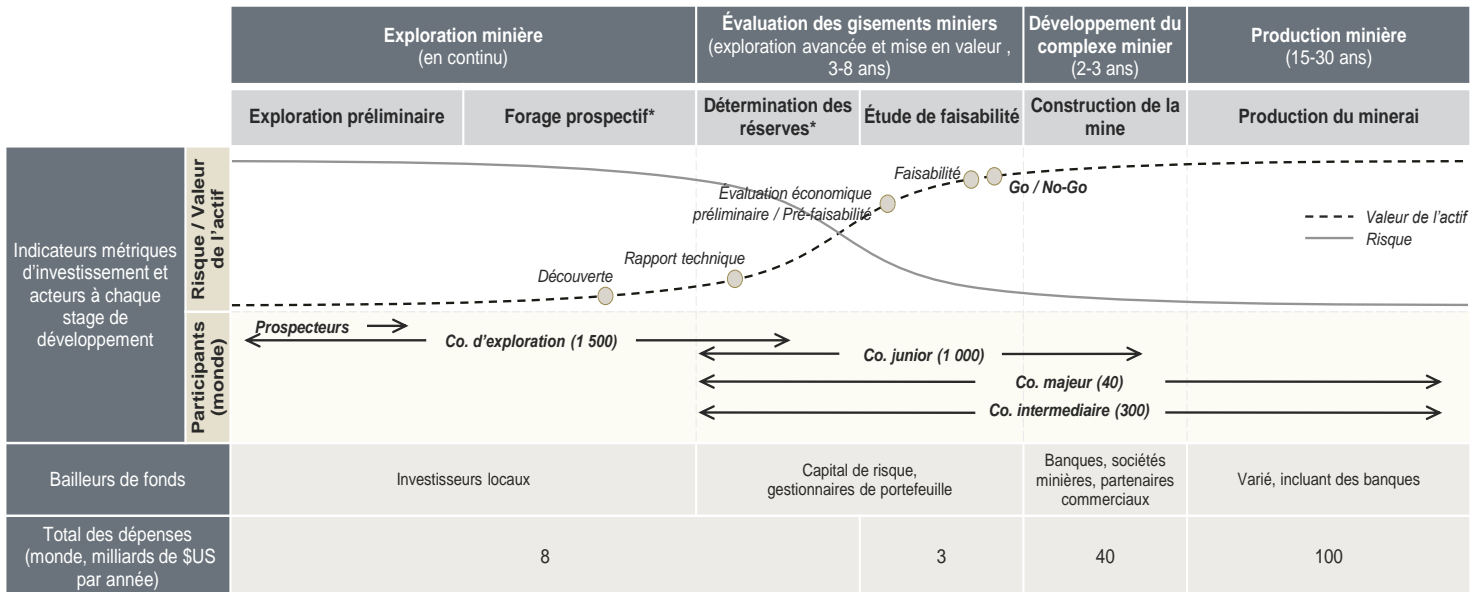 Exploration minière
(en continu)
Évaluation des gisements miniers
(exploration avancée et mise en valeur ,
3-8 ans)
Développement du
complexe minier
(2-3 ans)
Production minière
(15-30 ans)
Exploration préliminaire
Forage prospectif*
Détermination des
réserves*
Étude de faisabilité
Construction de la
mine
Production du minerai
Indicateurs métriques
d'investissement et
acteurs à chaque
stage de
développement
Risque / Valeur
de l'actif
Découverte
Rapport technique
Évaluation économique
préliminaire / Pré-faisabilité
Faisabilité
Go / No-Go
Valeur de l'actif
Risque
Participants
(monde)
Prospecteurs
Co. d'exploration (1 500)
Co. junior (1 000)
Co. majeur (40)
Co. intermediaire (300)
Bailleurs de fonds
Investisseurs locaux
Capital de risque,
gestionnaires de portefeuille
Banques, sociétés
minières, partenaires
commerciaux
Varié, incluant des banques
Total des dépenses
(monde, milliards de $US
par année)
8
3
40
100